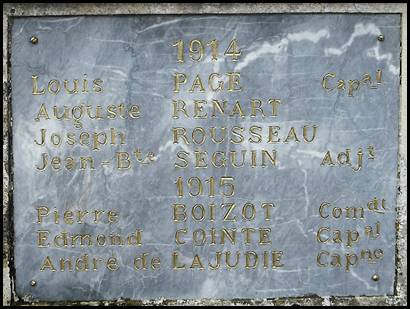 1914
Louis PAGE Capal
Auguste RENART
Joseph ROUSSEAU
Jean-Bte SEGUIN Adjt
1915
Pierre BOIZOT Comdt
Edmond COINTE Capal
André de LAJUDIE Capne